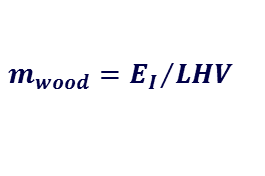 m_wood = E_I/LHV